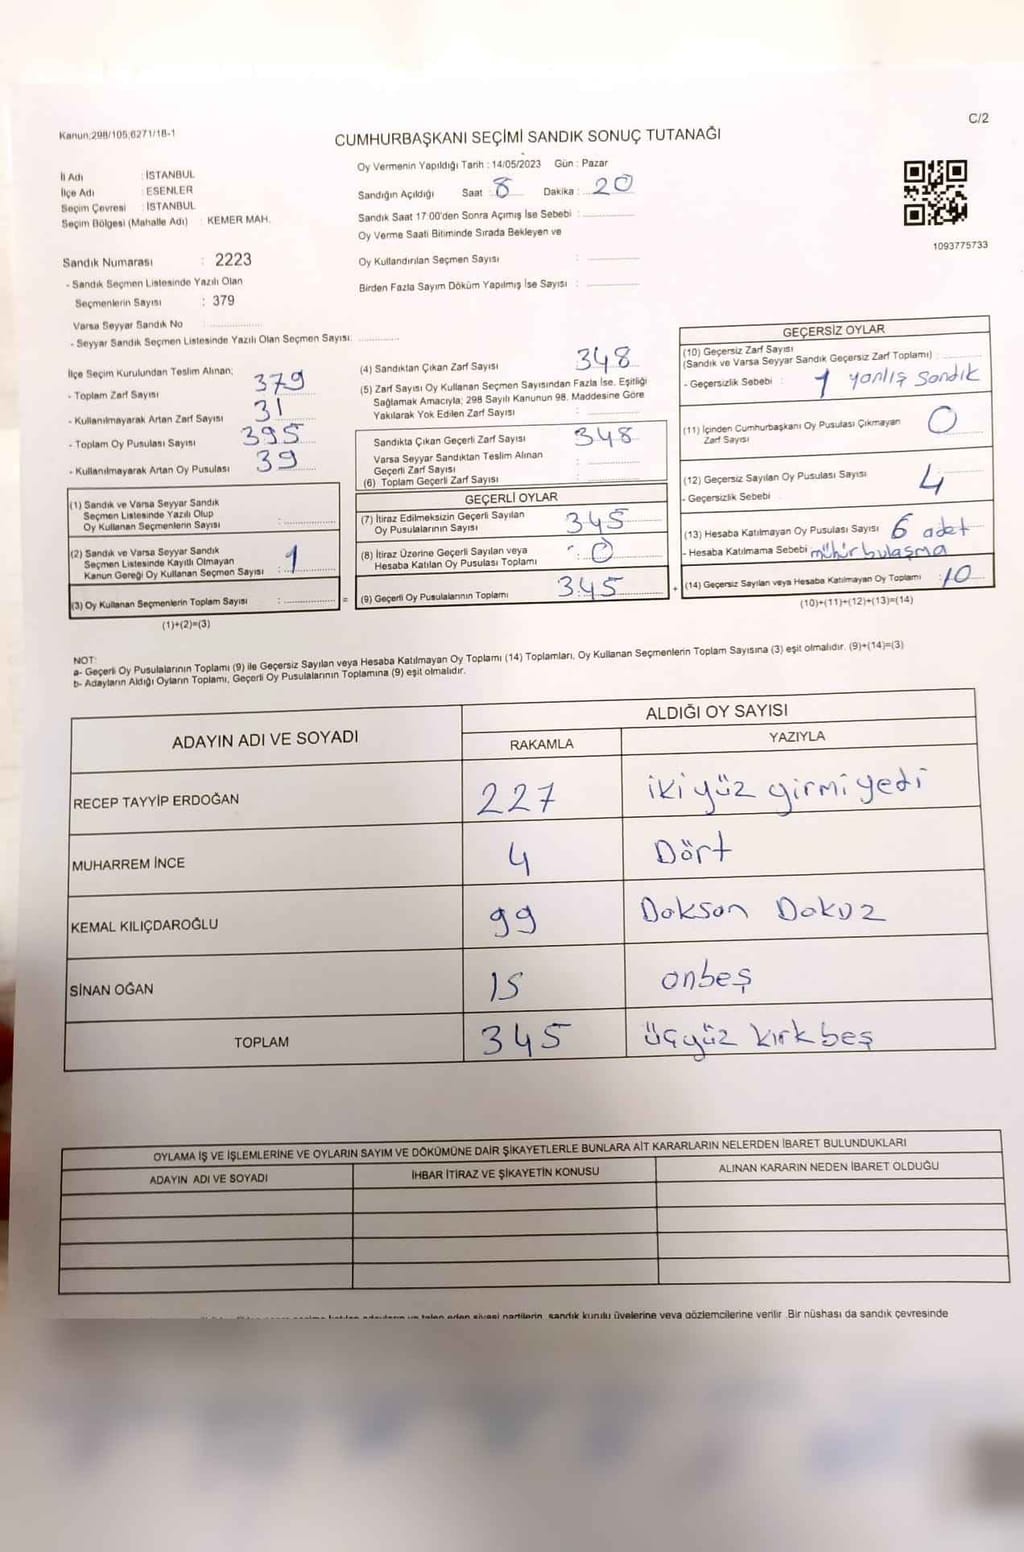 Kanun:298/105,6271/18-1
C/2
CUMHURBAŞKANI SEÇİMİ SANDIK SONUÇ TUTANAĞI
Oy Vermenin Yapıldığı Tarih : 14/05/2023 Gün : Pazar
İl Adı : İSTANBUL
İlçe Adı : ESENLER
Seçim Çevresi : İSTANBUL
Seçim Bölgesi (Mahalle Adı) : KEMER MAH.
Sandığın Açıldığı Saat : 8 Dakika : 20
Sandık Saat 17:00'den Sonra Açımış İse Sebebi :
Oy Verme Saati Bitiminde Sırada Bekleyen ve
Oy Kullandırılan Seçmen Sayısı :
Birden Fazla Sayım Döküm Yapılmış İse Sayısı :
1093775733
Sandık Numarası : 2223
- Sandık Seçmen Listesinde Yazılı Olan
Seçmenlerin Sayısı : 379
Varsa Seyyar Sandık No :
- Seyyar Sandık Seçmen Listesinde Yazılı Olan Seçmen Sayısı:
İlçe Seçim Kurulundan Teslim Alınan;
- Toplam Zarf Sayısı 379
- Kullanılmayarak Artan Zarf Sayısı 31
- Toplam Oy Pusulası Sayısı 395
- Kullanılmayarak Artan Oy Pusulası 39
(1) Sandık ve Varsa Seyyar Sandık
Seçmen Listesinde Yazılı Olup
Oy Kullanan Seçmenlerin Sayısı :
(2) Sandık ve Varsa Seyyar Sandık
Seçmen Listesinde Kayıtlı Olmayan
Kanun Gereği Oy Kullanan Seçmen Sayısı : 1
(3) Oy Kullanan Seçmenlerin Toplam Sayısı : =
(1)+(2)=(3)
(4) Sandıktan Çıkan Zarf Sayısı 348
(5) Zarf Sayısı Oy Kullanan Seçmen Sayısından Fazla İse, Eşitliği
Sağlamak Amacıyla; 298 Sayılı Kanunun 98. Maddesine Göre
Yakılarak Yok Edilen Zarf Sayısı :
Sandıkta Çıkan Geçerli Zarf Sayısı 348
Varsa Seyyar Sandıktan Teslim Alınan
Geçerli Zarf Sayısı :
(6) Toplam Geçerli Zarf Sayısı :
GEÇERLİ OYLAR
(7) İtiraz Edilmeksizin Geçerli Sayılan
Oy Pusulalarının Sayısı : 345
(8) İtiraz Üzerine Geçerli Sayılan veya
Hesaba Katılan Oy Pusulası Toplamı : 0
(9) Geçerli Oy Pusulalarının Toplamı 345 +
GEÇERSİZ OYLAR
(10) Geçersiz Zarf Sayısı
(Sandık ve Varsa Seyyar Sandık Geçersiz Zarf Toplamı) :
- Geçersizlik Sebebi : 1 yanlış sandık
(11) İçinden Cumhurbaşkanı Oy Pusulası Çıkmayan
Zarf Sayısı 0
(12) Geçersiz Sayılan Oy Pusulası Sayısı 4
- Geçersizlik Sebebi :
(13) Hesaba Katılmayan Oy Pusulası Sayısı 6 adet
- Hesaba Katılmama Sebebi mühür bulaşma
(14) Geçersiz Sayılan veya Hesaba Katılmayan Oy Toplamı : 10
(10)+(11)+(12)+(13)=(14)
NOT:
a- Geçerli Oy Pusulalarının Toplamı (9) ile Geçersiz Sayılan veya Hesaba Katılmayan Oy Toplamı (14) Toplamları, Oy Kullanan Seçmenlerin Toplam Sayısına (3) eşit olmalıdır. (9)+(14)=(3)
b- Adayların Aldığı Oyların Toplamı, Geçerli Oy Pusulalarının Toplamına (9) eşit olmalıdır.
ADAYIN ADI VE SOYADI
ALDIĞI OY SAYISI
RAKAMLA YAZIYLA
RECEP TAYYİP ERDOĞAN 227 iki yüz girmi yedi
MUHARREM İNCE 4 Dört
KEMAL KILIÇDAROĞLU 99 Doksan Dokuz
SİNAN OĞAN 15 onbeş
TOPLAM 345 üçyüz kırk beş
OYLAMA İŞ VE İŞLEMLERİNE VE OYLARIN SAYIM VE DÖKÜMÜNE DAİR ŞİKAYETLERLE BUNLARA AİT KARARLARIN NELERDEN İBARET BULUNDUKLARI
ADAYIN ADI VE SOYADI İHBAR İTİRAZ VE ŞİKAYETİN KONUSU ALINAN KARARIN NEDEN İBARET OLDUĞU
sandık kurulu üyelerine veya gözlemcilerine verilir. Bir nüshası da sandık çevresinde